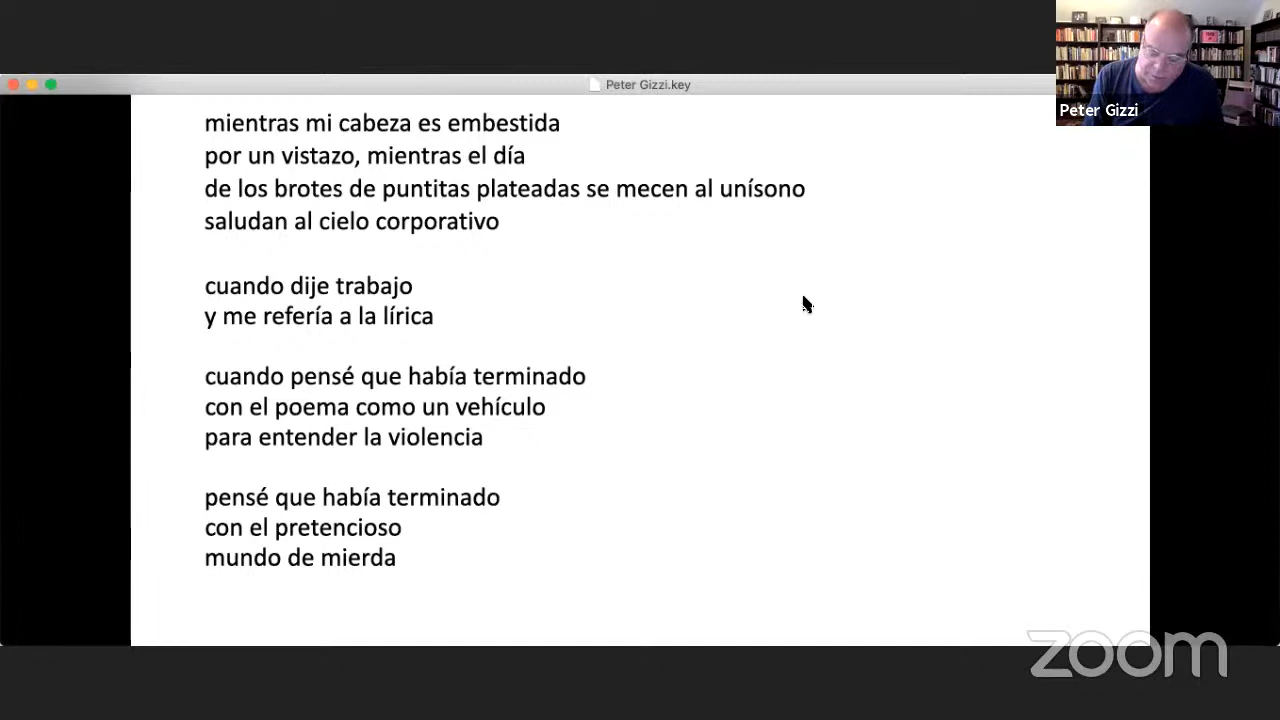 Peter Gizzi.key
Peter Gizzi
mientras mi cabeza es embestida
por un vistazo, mientras el día
de los brotes de puntitas plateadas se mecen al unísono
saludan al cielo corporativo
cuando dije trabajo
y me refería a la lírica
cuando pensé que había terminado
con el poema como un vehículo
para entender la violencia
pensé que había terminado
con el pretencioso
mundo de mierda
zoom